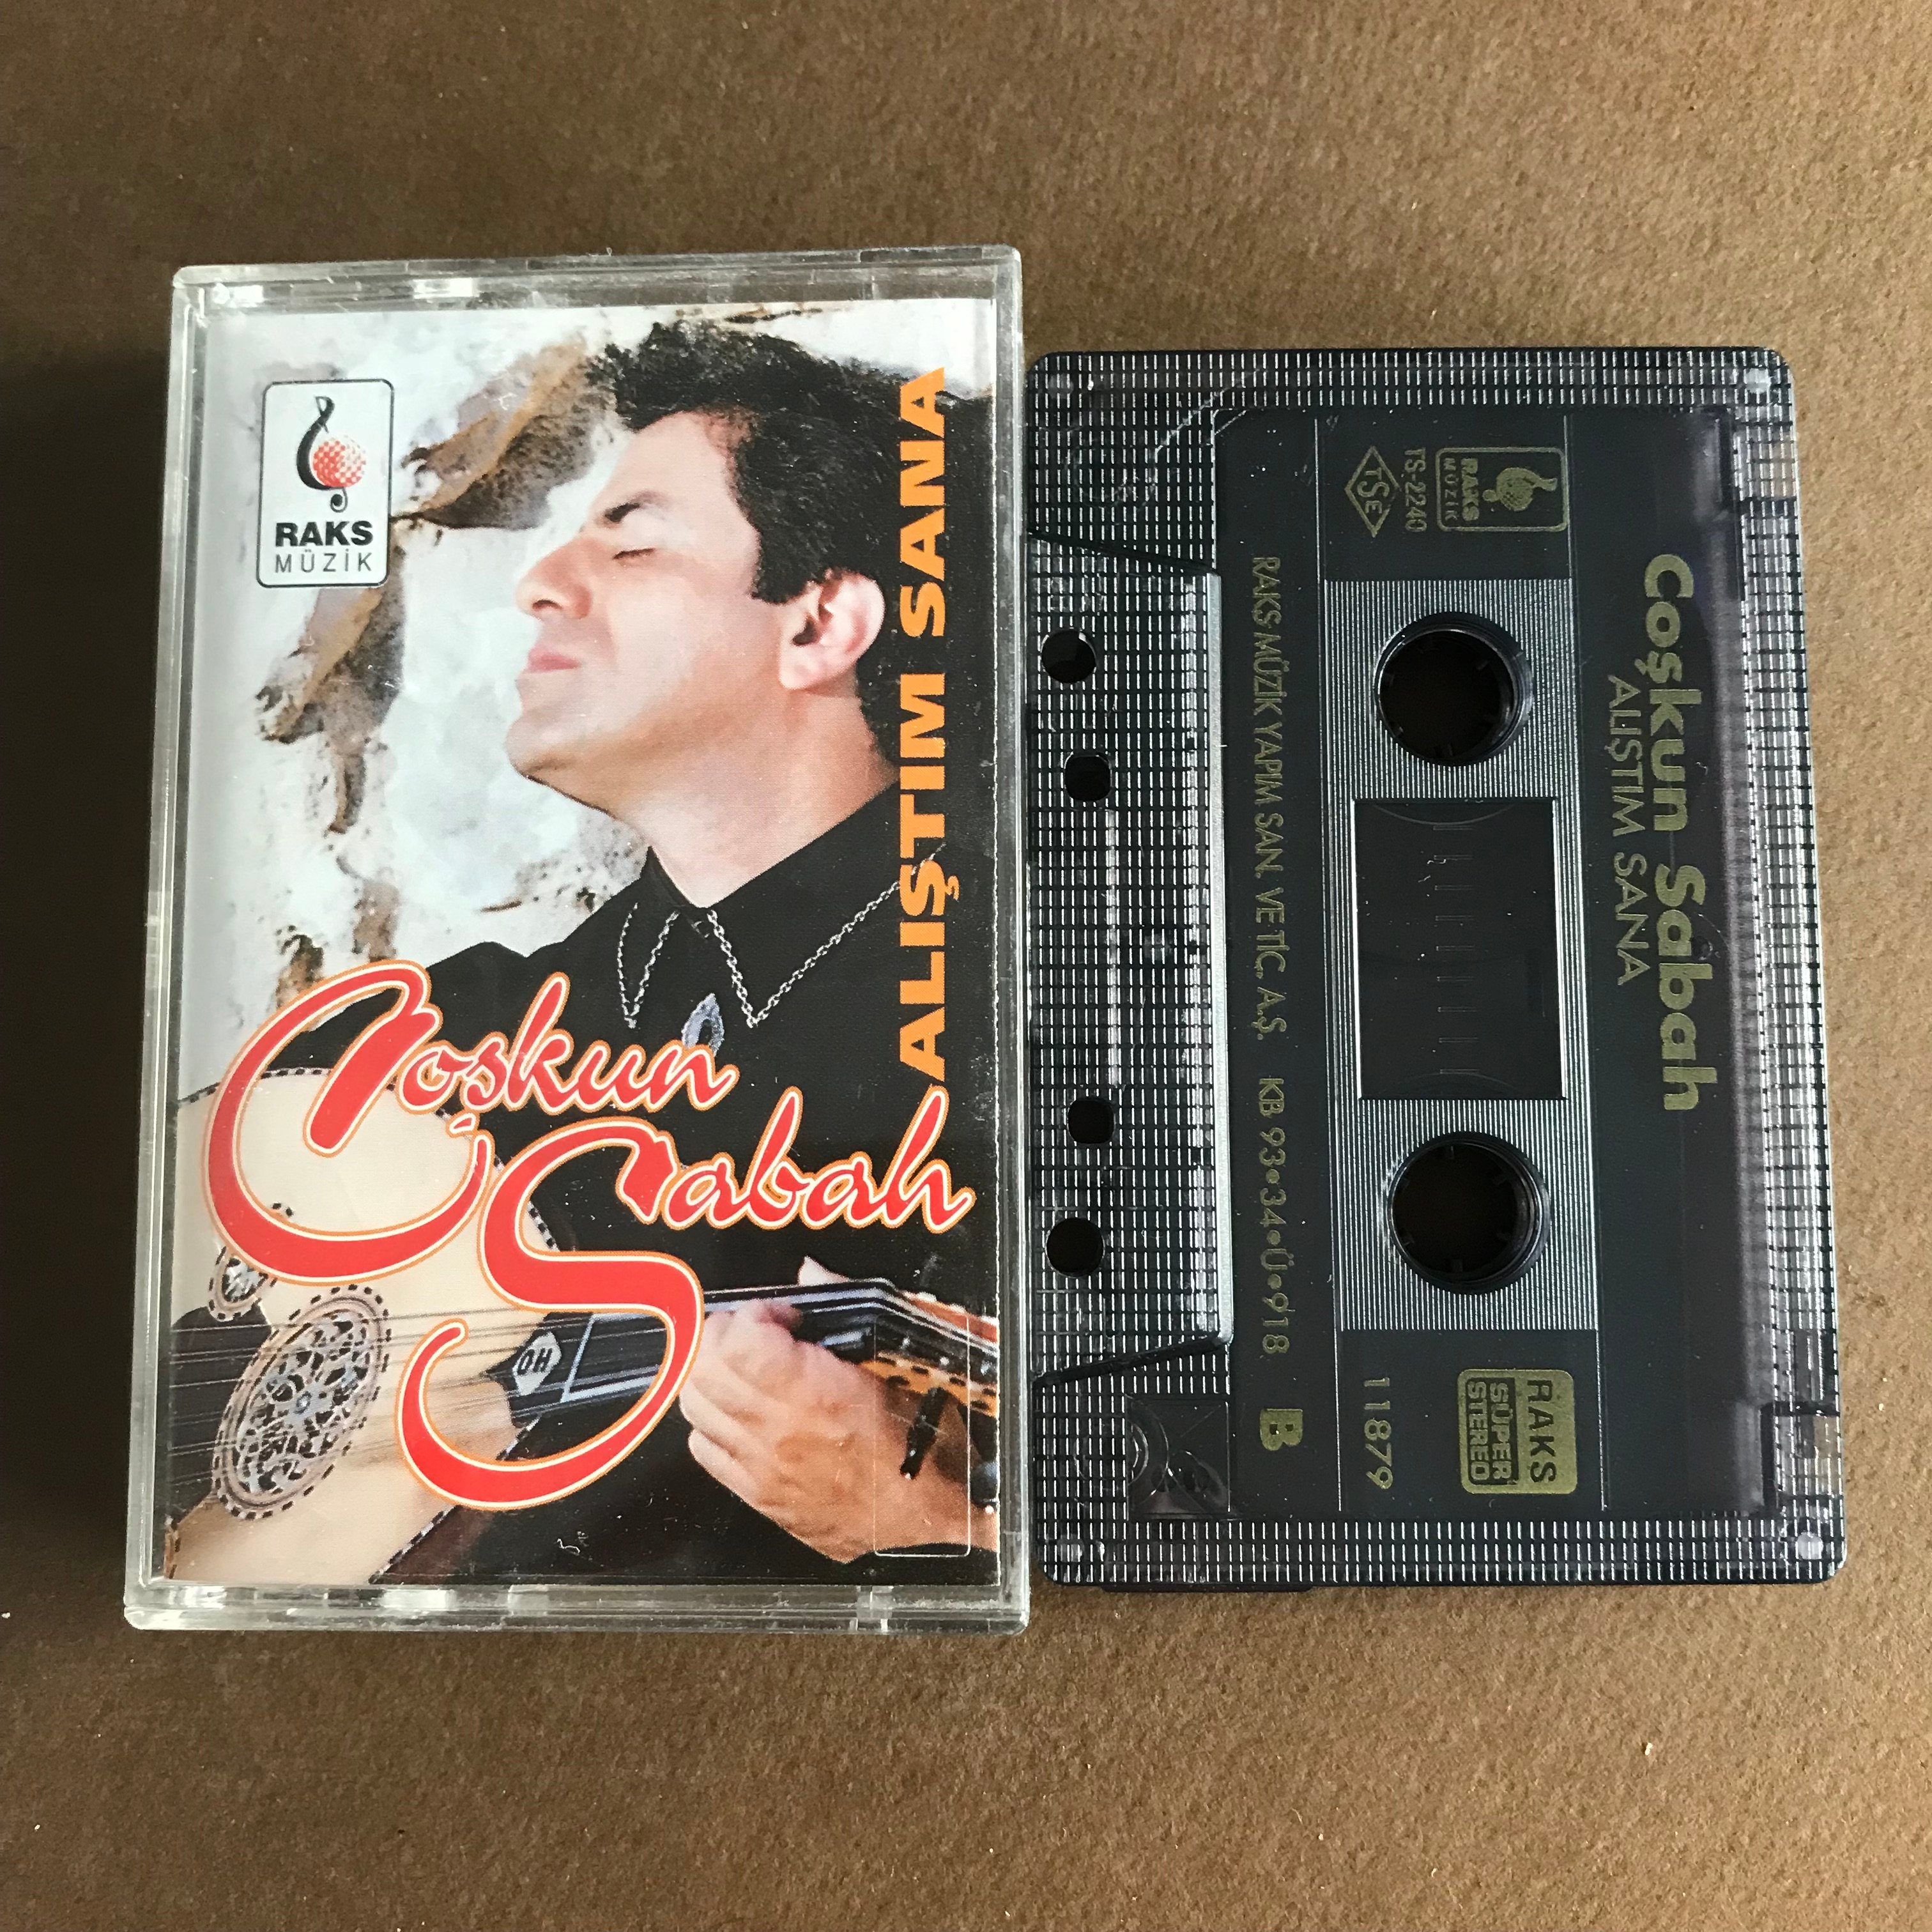 RAKS
MÜZİK
ALIŞTIM SANA
Coşkun
Sabah
OH
Coşkun Sabah
ALIŞTIM SANA
RAKS
MÜZİK
TS-2240
TSE
RAKS
SÜPER
STEREO
11879
RAKS MÜZİK YAPIM SAN. VE TİC. A.Ş. KB 93•34•Ü•918 B